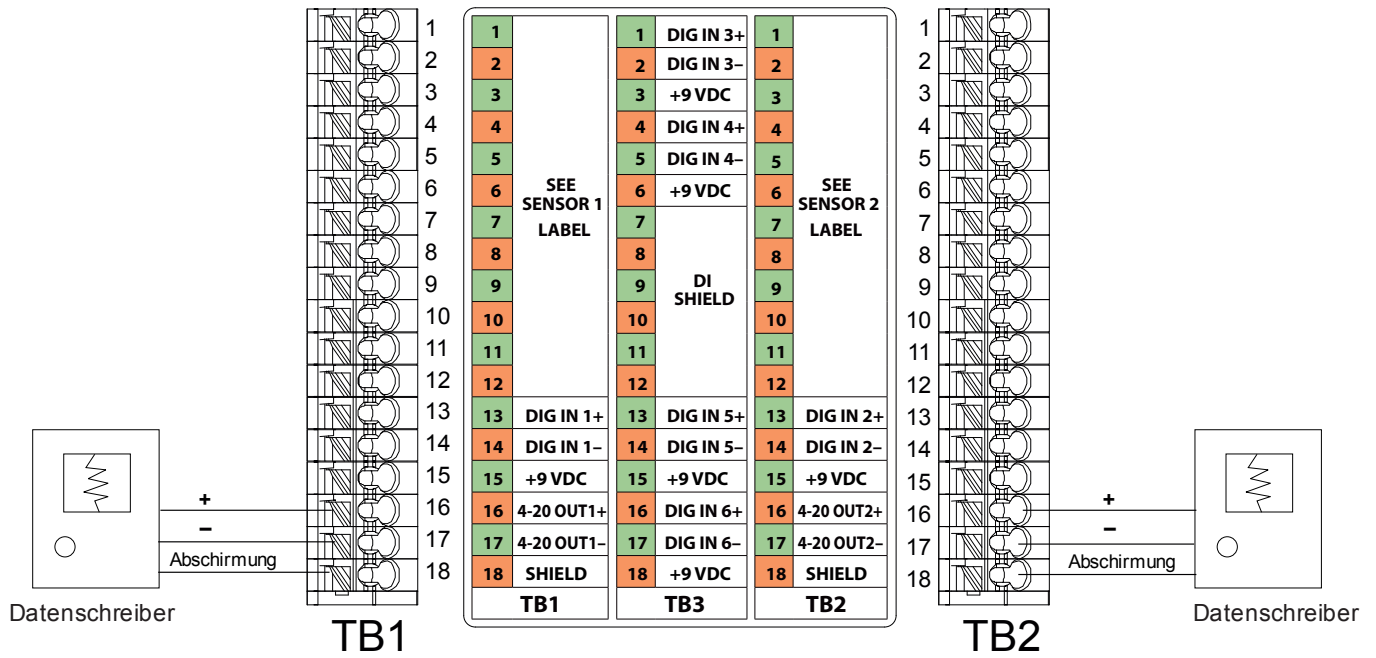 1
2
3
4
5
6
7
8
9
10
11
12
13
14
15
16
17
18
+
–
Abschirmung
Datenschreiber
TB1
1
2
3
4
5
6 SEE
SENSOR 1
7 LABEL
8
9
10
11
12
13 DIG IN 1+
14 DIG IN 1–
15 +9 VDC
16 4-20 OUT1+
17 4-20 OUT1–
18 SHIELD
TB1
1 DIG IN 3+
2 DIG IN 3–
3 +9 VDC
4 DIG IN 4+
5 DIG IN 4–
6 +9 VDC
7
8
9 DI
SHIELD
10
11
12
13 DIG IN 5+
14 DIG IN 5–
15 +9 VDC
16 DIG IN 6+
17 DIG IN 6–
18 +9 VDC
TB3
1
2
3
4
5
6 SEE
SENSOR 2
7 LABEL
8
9
10
11
12
13 DIG IN 2+
14 DIG IN 2–
15 +9 VDC
16 4-20 OUT2+
17 4-20 OUT2–
18 SHIELD
TB2
1
2
3
4
5
6
7
8
9
10
11
12
13
14
15
16
17
18
+
–
Abschirmung
Datenschreiber
TB2